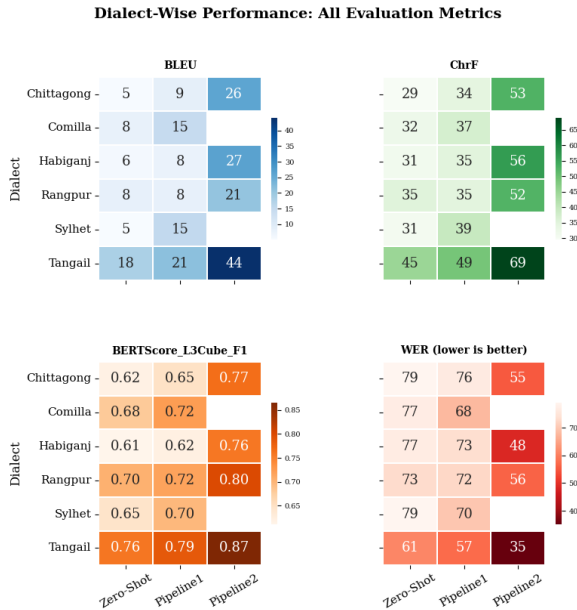 Dialect-Wise Performance: All Evaluation Metrics
BLEU
Dialect
Chittagong 5 9 26
Comilla 8 15
Habiganj 6 8 27
Rangpur 8 8 21
Sylhet 5 15
Tangail 18 21 44
40
35
30
25
20
15
10
ChrF
29 34 53
32 37
31 35 56
35 35 52
31 39
45 49 69
65
60
55
50
45
40
35
30
BERTScore_L3Cube_F1
Dialect
Chittagong 0.62 0.65 0.77
Comilla 0.68 0.72
Habiganj 0.61 0.62 0.76
Rangpur 0.70 0.72 0.80
Sylhet 0.65 0.70
Tangail 0.76 0.79 0.87
Zero-Shot Pipeline1 Pipeline2
0.85
0.80
0.75
0.70
0.65
WER (lower is better)
79 76 55
77 68
77 73 48
73 72 56
79 70
61 57 35
Zero-Shot Pipeline1 Pipeline2
70
60
50
40